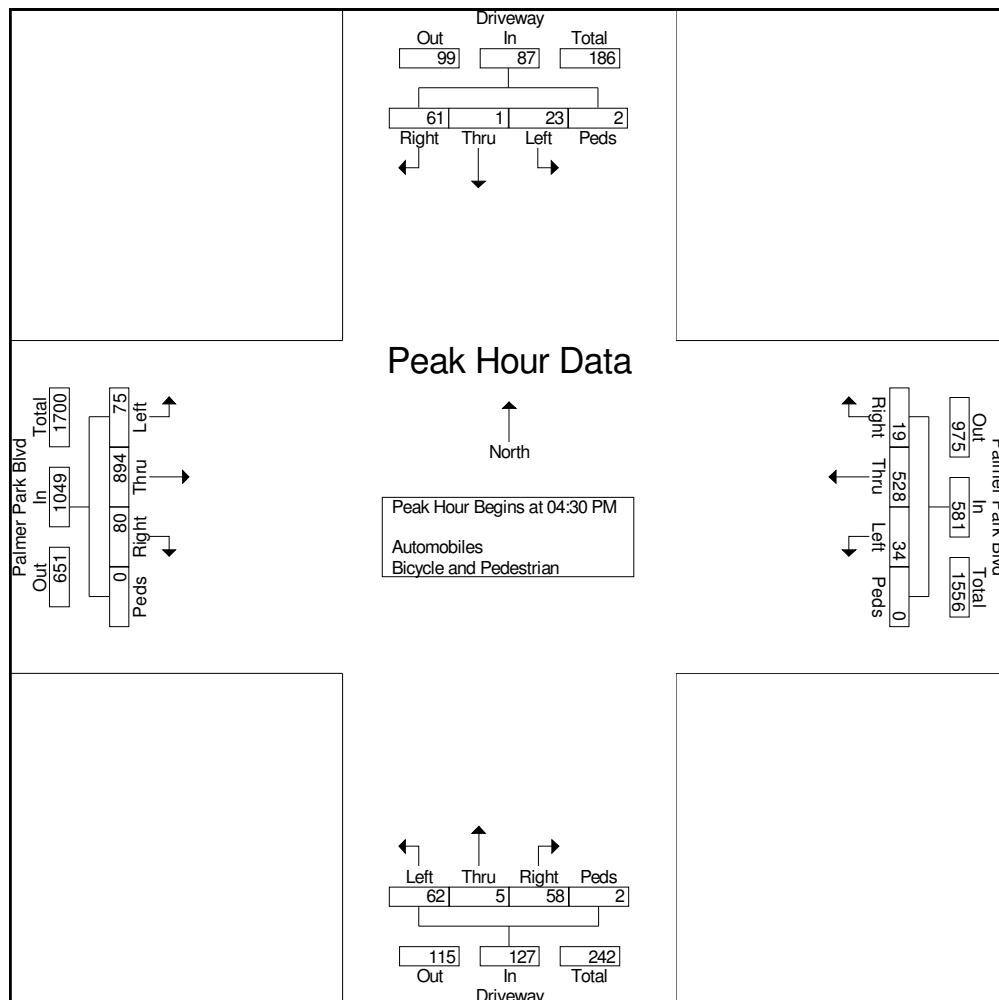 Driveway
Out In Total
99 87 186
61 1 23 2
Right Thru Left Peds
Peak Hour Data
North
Peak Hour Begins at 04:30 PM
Automobiles
Bicycle and Pedestrian
Palmer Park Blvd
Out In Total
651 1049 1700
75 894 80 0
Left Thru Right Peds
Palmer Park Blvd
Out In Total
975 581 1556
19 528 34 0
Right Thru Left Peds
Left Thru Right Peds
62 5 58 2
115 127 242
Out In Total
Driveway